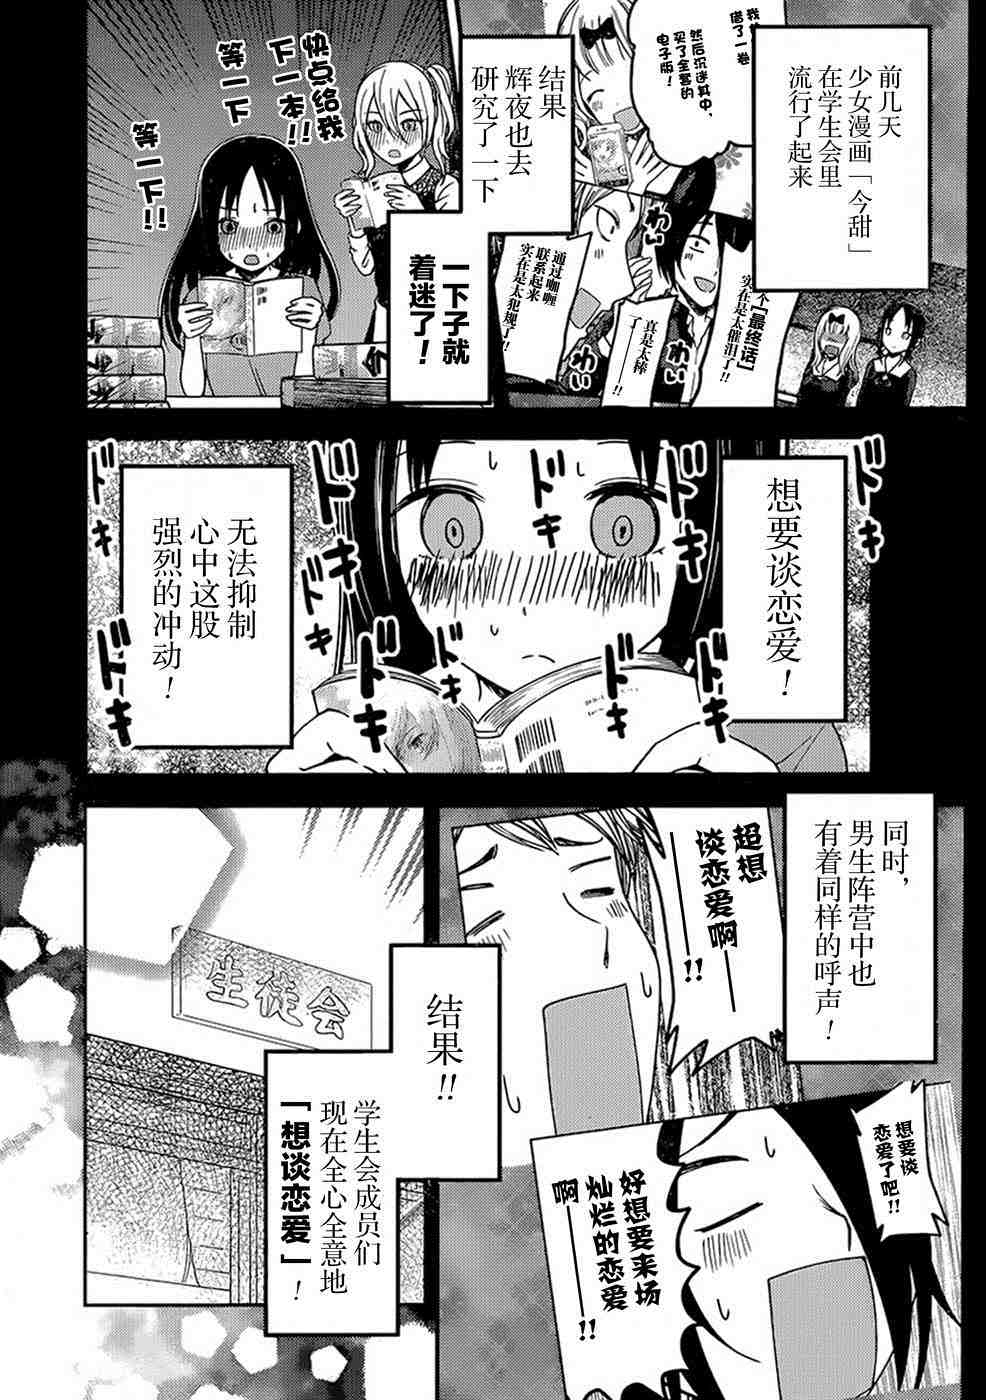 前几天
少女漫画「今甜」
在学生会里
流行了起来
借了一卷
然后沉迷其中，
买了全套的
电子版！
【最终话】
实在是太催泪了!!
わいわい
真是太棒
了——!!
通过咖喱
联系起来
实在是太犯规了!!
わいわい
结果
辉夜也去
研究了一下
一下子就
着迷了！
快点给我
下一本!!
等一下
等一下!!
想要谈恋爱！
ドキ
ドキ
ドキ
ドキ
ドキ
ドキ
无法抑制
心中这股
强烈的冲动！
同时，
男生阵营中也
有着同样的呼声！
超想
谈恋爱啊
——!!
想要谈
恋爱了吧!!
好想要来场
灿烂的恋爱
啊——!!
生徒会
结果!!
学生会成员们
现在全心全意地
「想谈恋爱」！